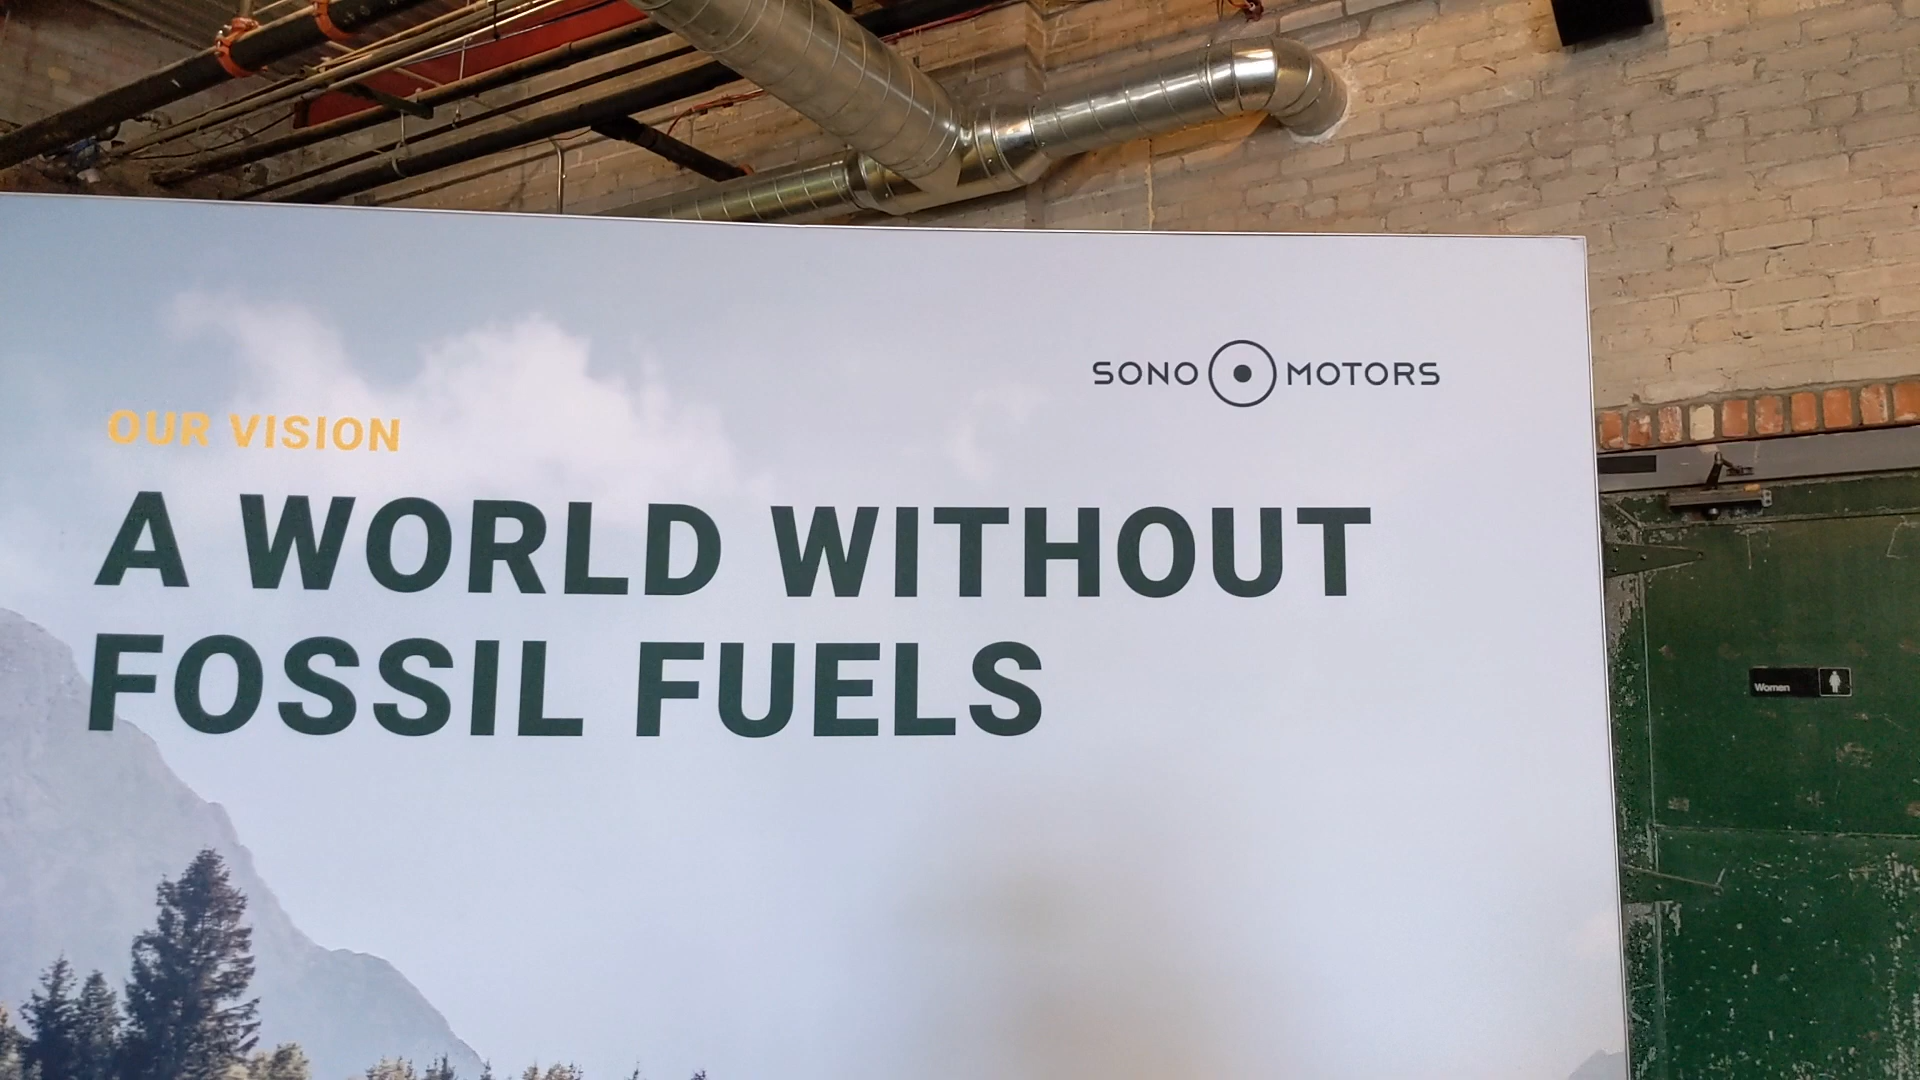 SONO MOTORS
OUR VISION
A WORLD WITHOUT
FOSSIL FUELS
Women